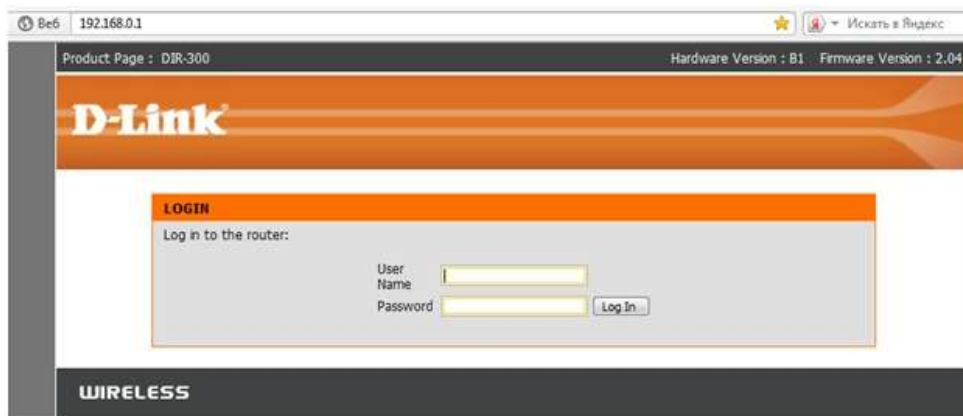 Веб 192.168.0.1 Искать в Яндекс
Product Page : DIR-300 Hardware Version : B1 Firmware Version : 2.04
D-Link
LOGIN
Log in to the router:
User
Name
Password Log In
WIRELESS